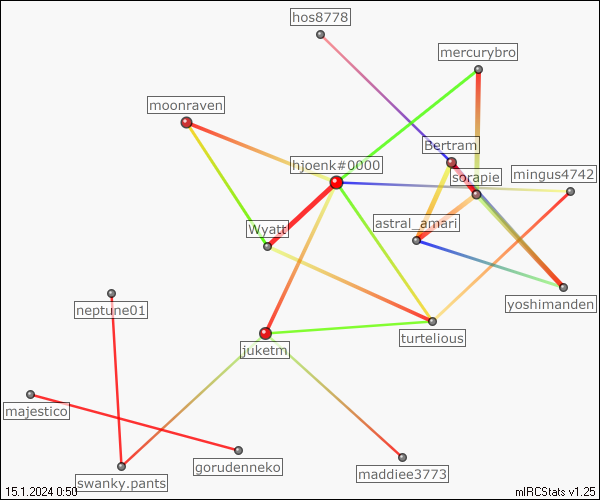 hos8778
mercurybro
moonraven
Bertram
hjoenk#0000
sorapie
mingus4742
astral_amari
Wyatt
neptune01
yoshimanden
turtelious
juketm
majestico
gorudenneko
maddiee3773
swanky.pants
15.1.2024 0:50
mIRCStats v1.25